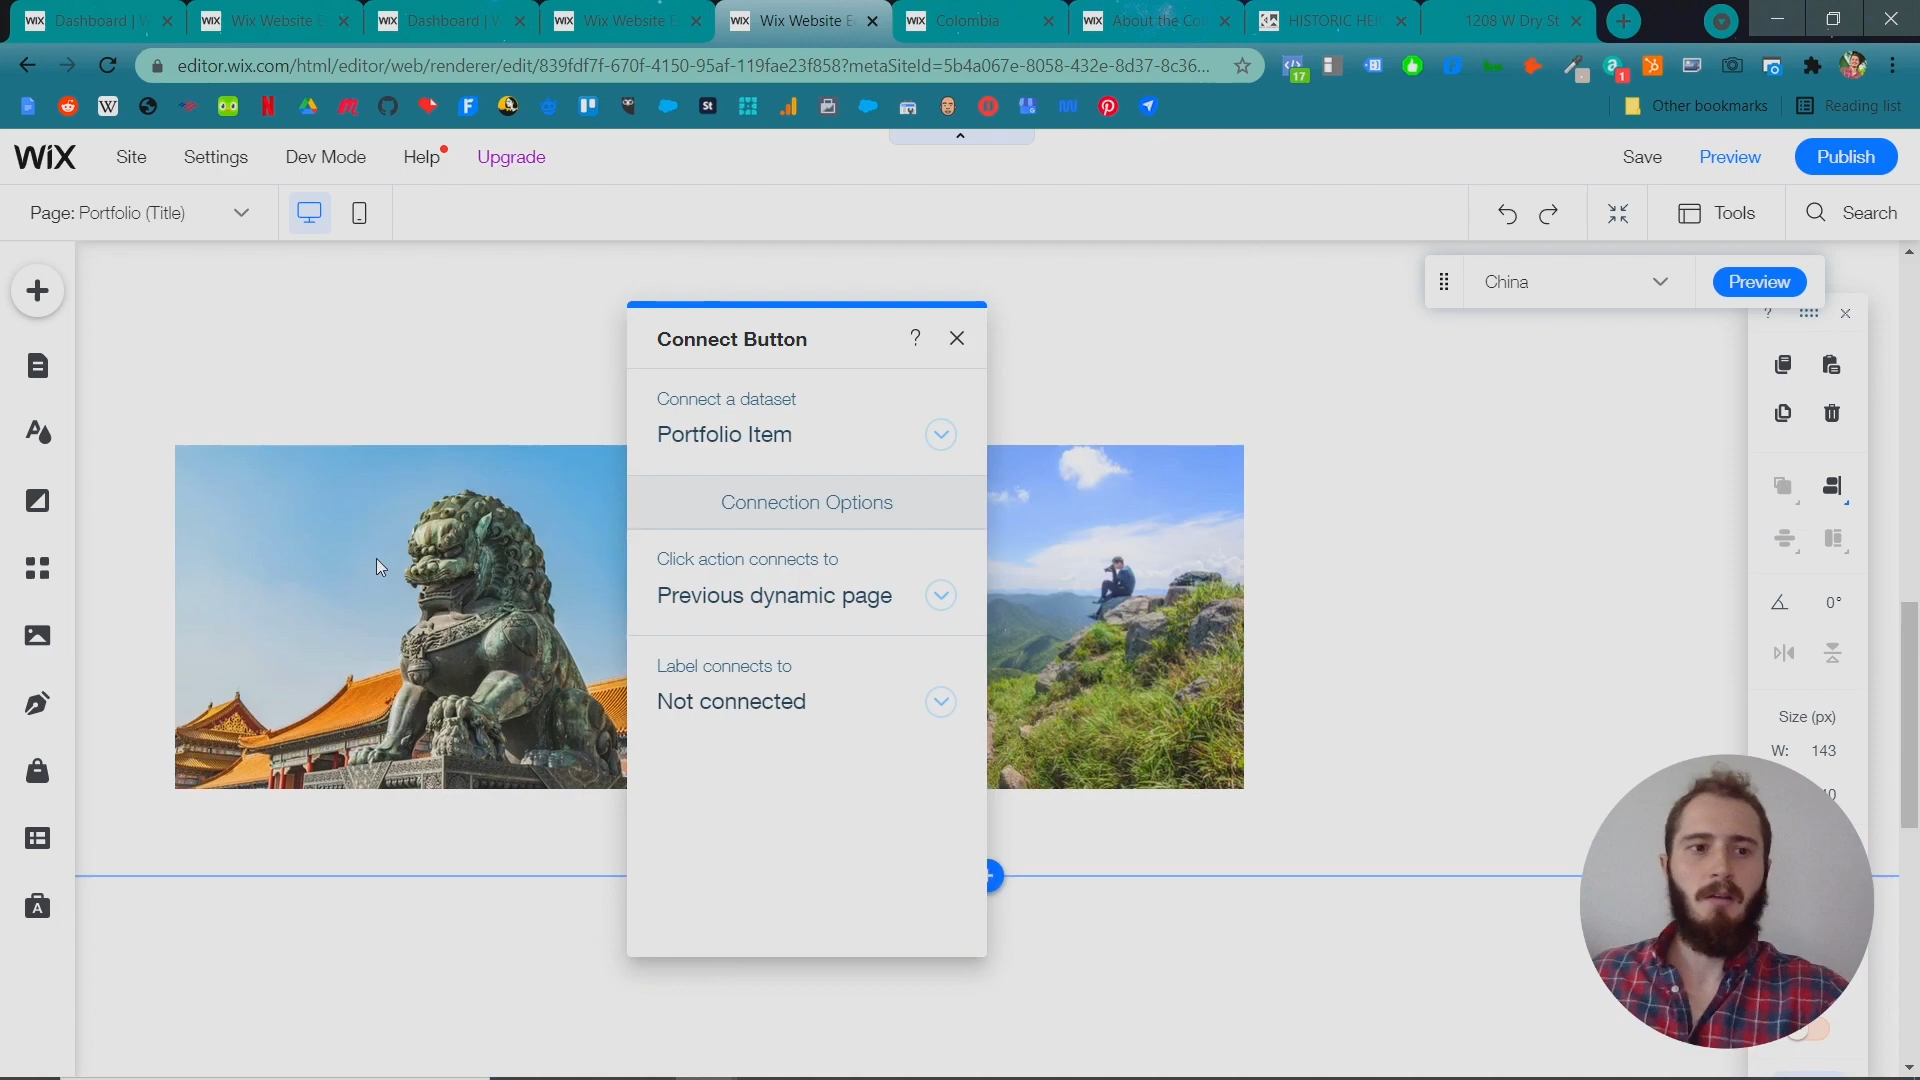 Dashboard | W
Wix Website E
Dashboard | W
Wix Website E
Wix Website E
Colombia
About the Co
HISTORIC HEI
1208 W Dry St
editor.wix.com/html/editor/web/renderer/edit/839fdf7f-670f-4150-95af-119fae23f858?metaSiteId=5b4a067e-8058-432e-8d37-8c36...
17
1
Other bookmarks
Reading list
WIX
Site
Settings
Dev Mode
Help
Upgrade
Save
Preview
Publish
Page: Portfolio (Title)
Tools
Search
China
Preview
Connect Button
?
?
Connect a dataset
Portfolio Item
Connection Options
Click action connects to
Previous dynamic page
0°
Label connects to
Not connected
Size (px)
W: 143